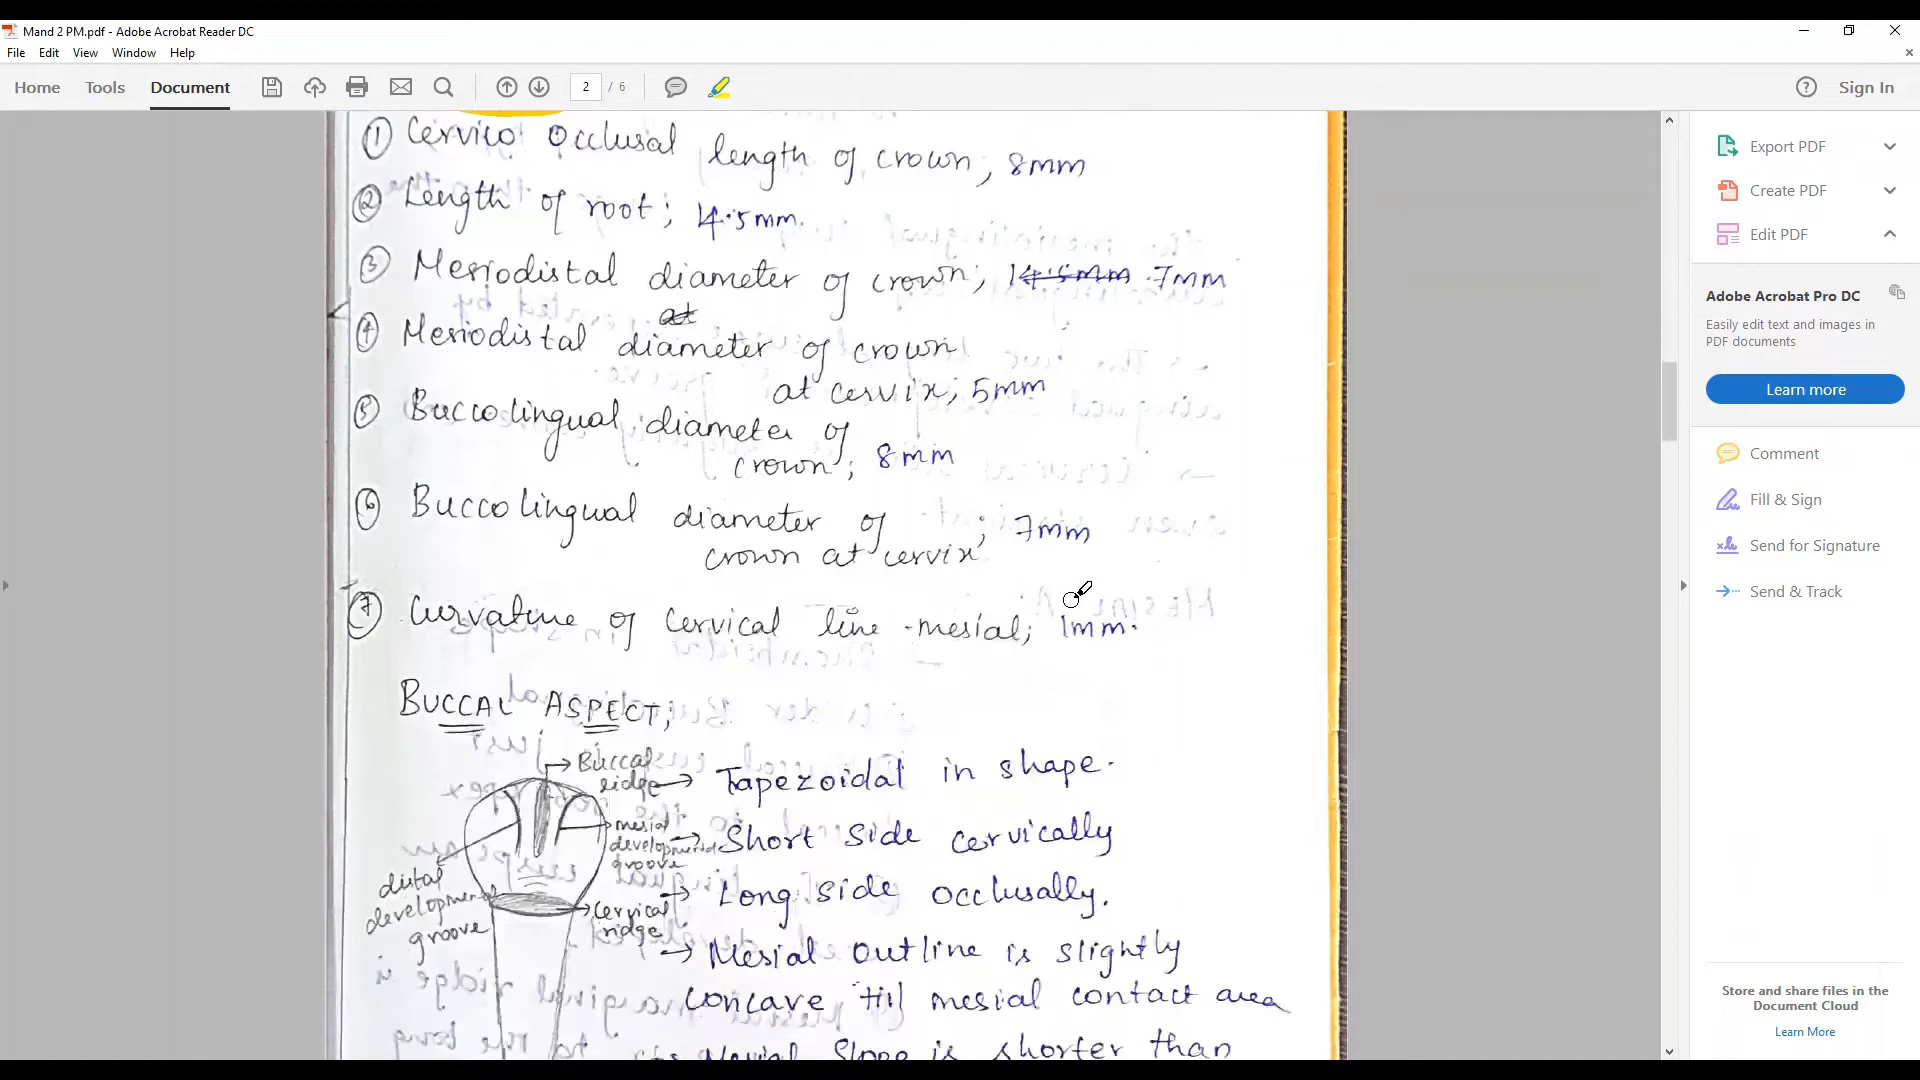 Mand 2 PM.pdf - Adobe Acrobat Reader DC
File Edit View Window Help
Home Tools Document 2 / 6 Sign In
① Cervico Occlusal length of crown; 8mm
② Length of root; 14.5mm.
③ Mesiodistal diameter of crown; 14.5mm 7mm
④ Mesiodistal diameter of crown
at
at cervix; 5mm
⑤ Buccolingual diameter of
crown; 8mm
⑥ Buccolingual diameter of ; 7mm
crown at cervix
⑦ Curvature of cervical line -mesial; 1mm.
BUCCAL ASPECT;
→ Buccal
ridge
→ Tapezoidal in shape.
mesial
developmental
groove
→ Short side cervically
distal
developmental
groove
→ Long side occlusally.
→ cervical
ridge
→ Mesial outline is slightly
concave till mesial contact area
Mesial slope is shorter than
Export PDF
Create PDF
Edit PDF
Adobe Acrobat Pro DC
Easily edit text and images in
PDF documents
Learn more
Comment
Fill & Sign
Send for Signature
Send & Track
Store and share files in the
Document Cloud
Learn More